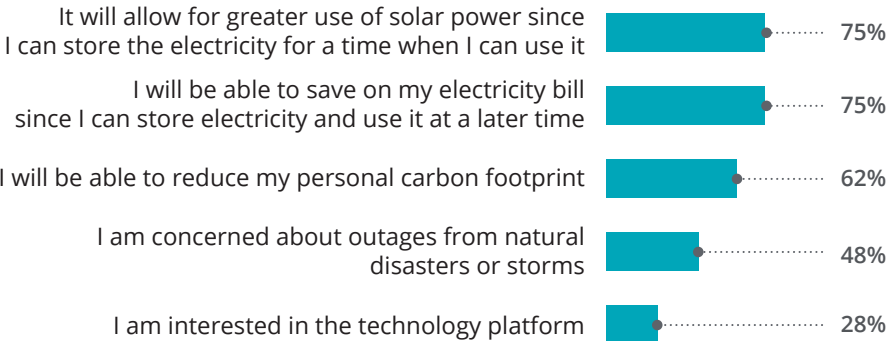 It will allow for greater use of solar power since
I can store the electricity for a time when I can use it
75%
I will be able to save on my electricity bill
since I can store electricity and use it at a later time
75%
I will be able to reduce my personal carbon footprint
62%
I am concerned about outages from natural
disasters or storms
48%
I am interested in the technology platform
28%